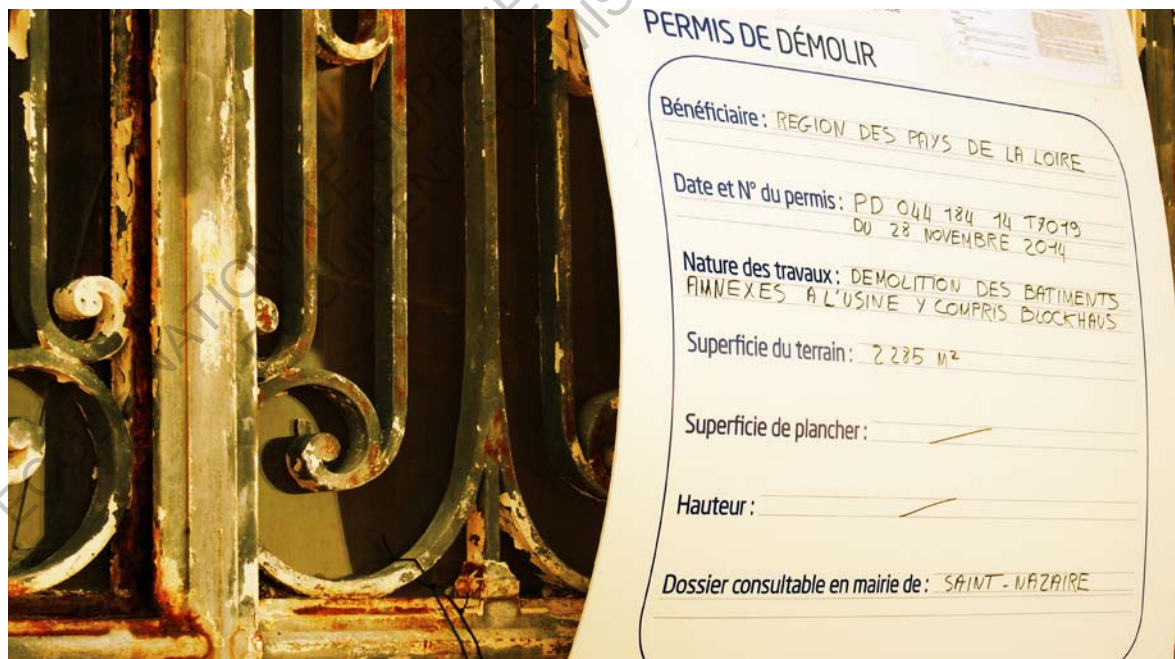 PERMIS DE DÉMOLIR
Bénéficiaire : REGION DES PAYS DE LA LOIRE
Date et N° du permis : PD 044 184 14 T7019
DU 28 NOVEMBRE 2014
Nature des travaux : DEMOLITION DES BATIMENTS
ANNEXES A L'USINE Y COMPRIS BLOCKHAUS
Superficie du terrain : 2285 M²
Superficie de plancher :
Hauteur :
Dossier consultable en mairie de : SAINT-NAZAIRE